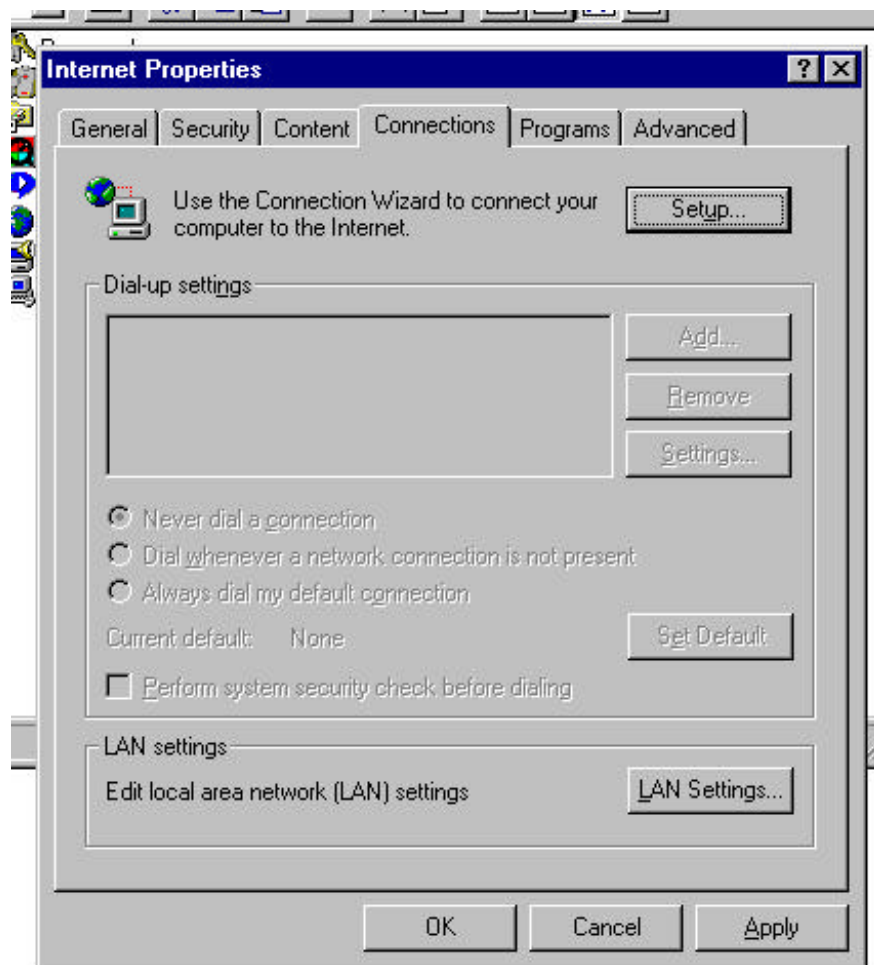 Internet Properties
General Security Content Connections Programs Advanced
Use the Connection Wizard to connect your
computer to the Internet.
Setup...
Dial-up settings
Add...
Remove
Settings...
Never dial a connection
Dial whenever a network connection is not present
Always dial my default connection
Current default: None
Set Default
Perform system security check before dialing
LAN settings
Edit local area network (LAN) settings
LAN Settings...
OK Cancel Apply